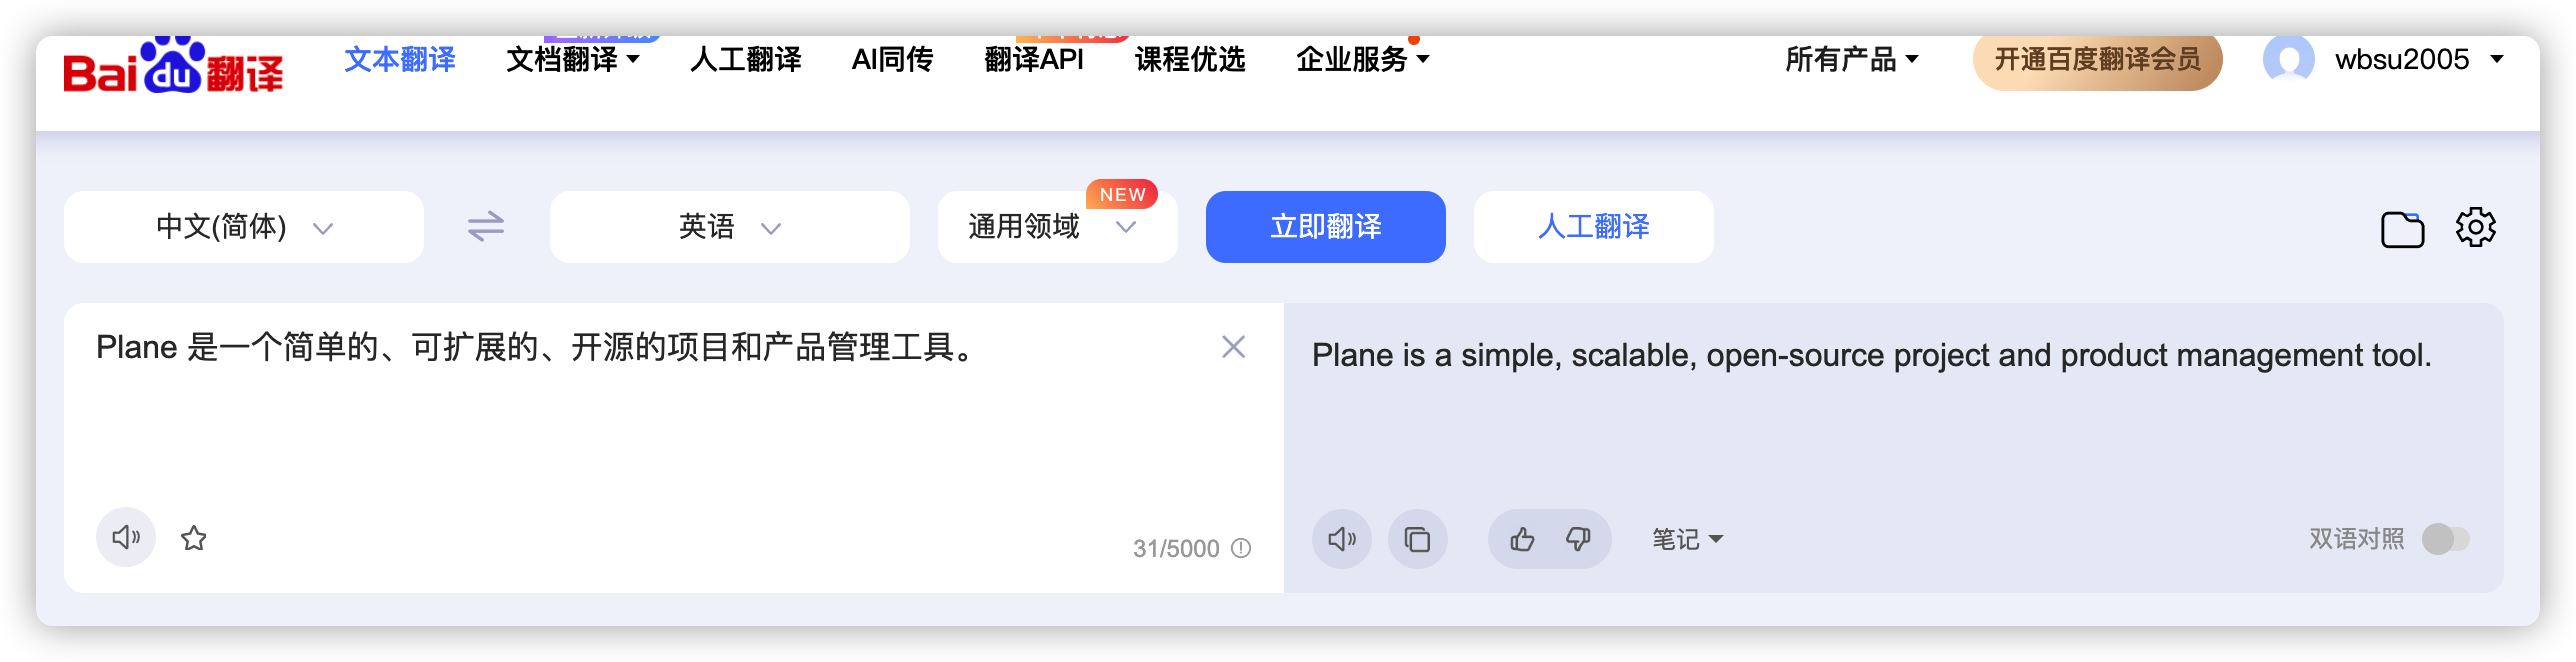 Bai du 翻译 文本翻译 文档翻译 人工翻译 AI同传 翻译API 课程优选 企业服务 所有产品 开通百度翻译会员 wbsu2005
NEW
中文(简体) 英语 通用领域 立即翻译 人工翻译
Plane 是一个简单的、可扩展的、开源的项目和产品管理工具。
Plane is a simple, scalable, open-source project and product management tool.
31/5000
笔记 双语对照